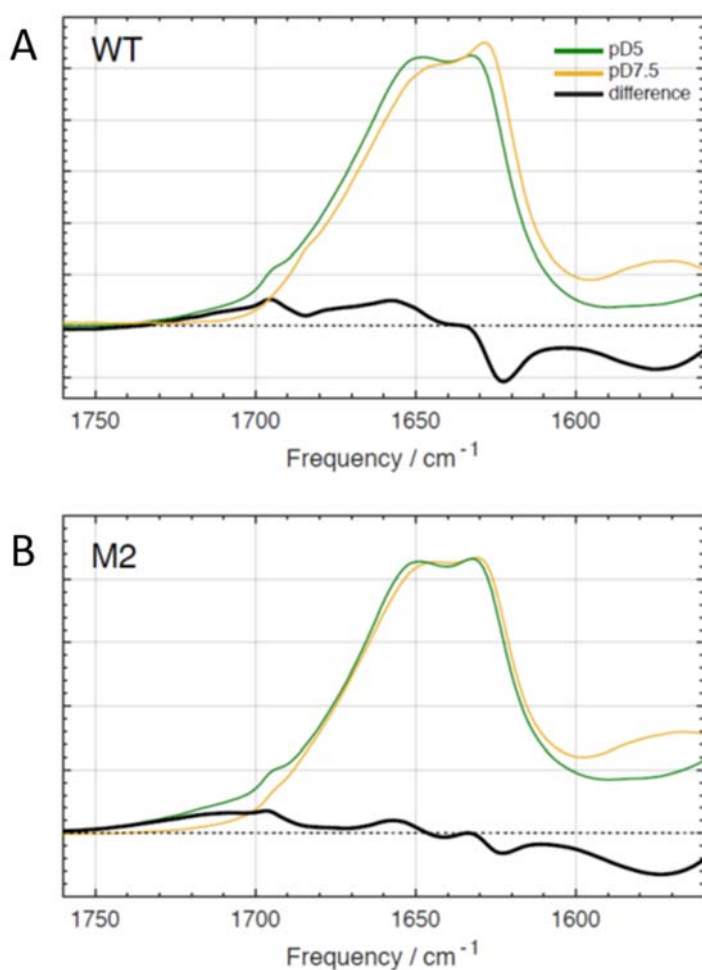 A
WT
pD5
pD7.5
difference
1750 1700 1650 1600
Frequency / cm⁻¹
B
M2
1750 1700 1650 1600
Frequency / cm⁻¹